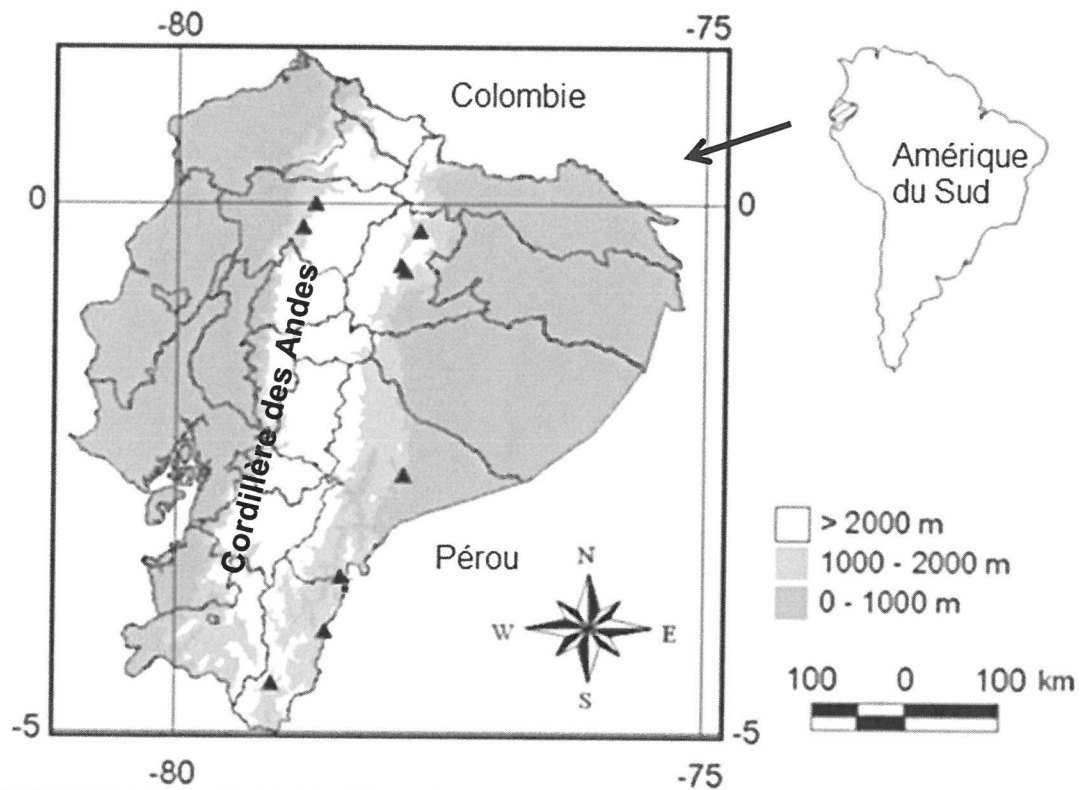 -80
-75
Colombie
Amérique
du Sud
0
0
Cordillère des Andes
Pérou
> 2000 m
1000 - 2000 m
0 - 1000 m
N
W
E
S
100 0 100 km
-5
-5
-80
-75